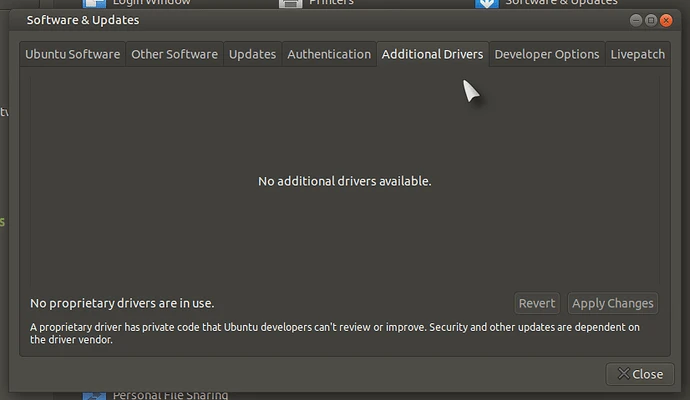 Login Window
Printers
Software & Updates
Software & Updates
Ubuntu Software
Other Software
Updates
Authentication
Additional Drivers
Developer Options
Livepatch
No additional drivers available.
No proprietary drivers are in use.
Revert
Apply Changes
A proprietary driver has private code that Ubuntu developers can't review or improve. Security and other updates are dependent on
the driver vendor.
Close
Personal File Sharing